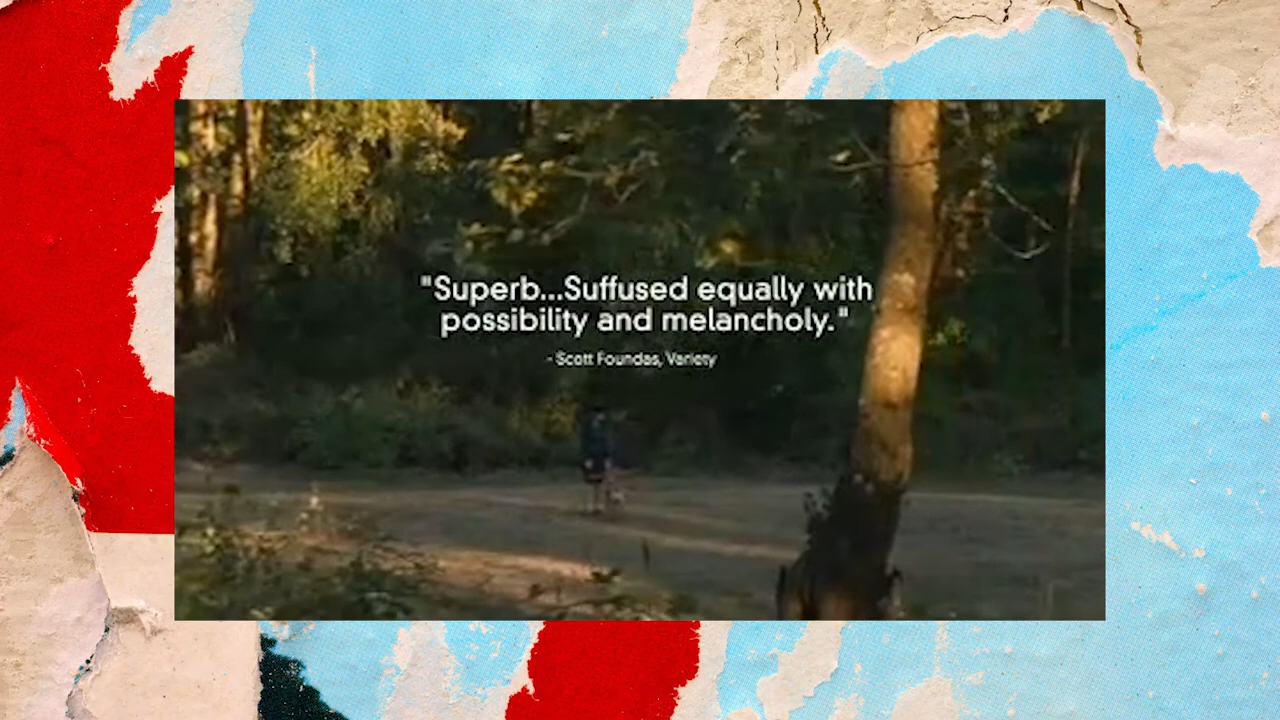 "Superb...Suffused equally with
possibility and melancholy."
- Scott Foundas, Variety